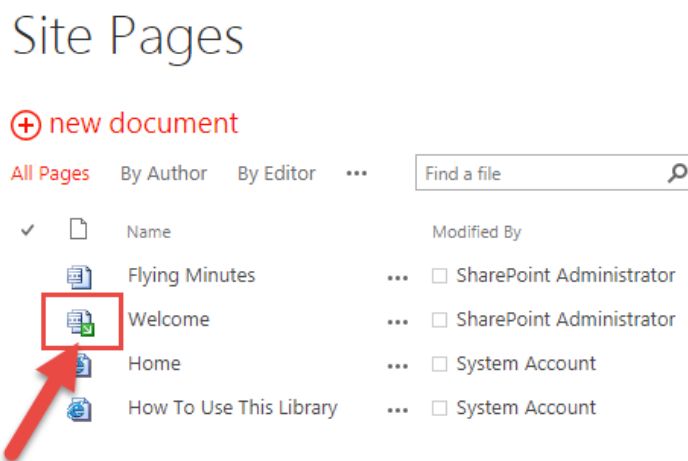 Site Pages
new document
All Pages By Author By Editor ••• Find a file
Name Modified By
Flying Minutes ••• SharePoint Administrator
Welcome ••• SharePoint Administrator
Home ••• System Account
How To Use This Library ••• System Account